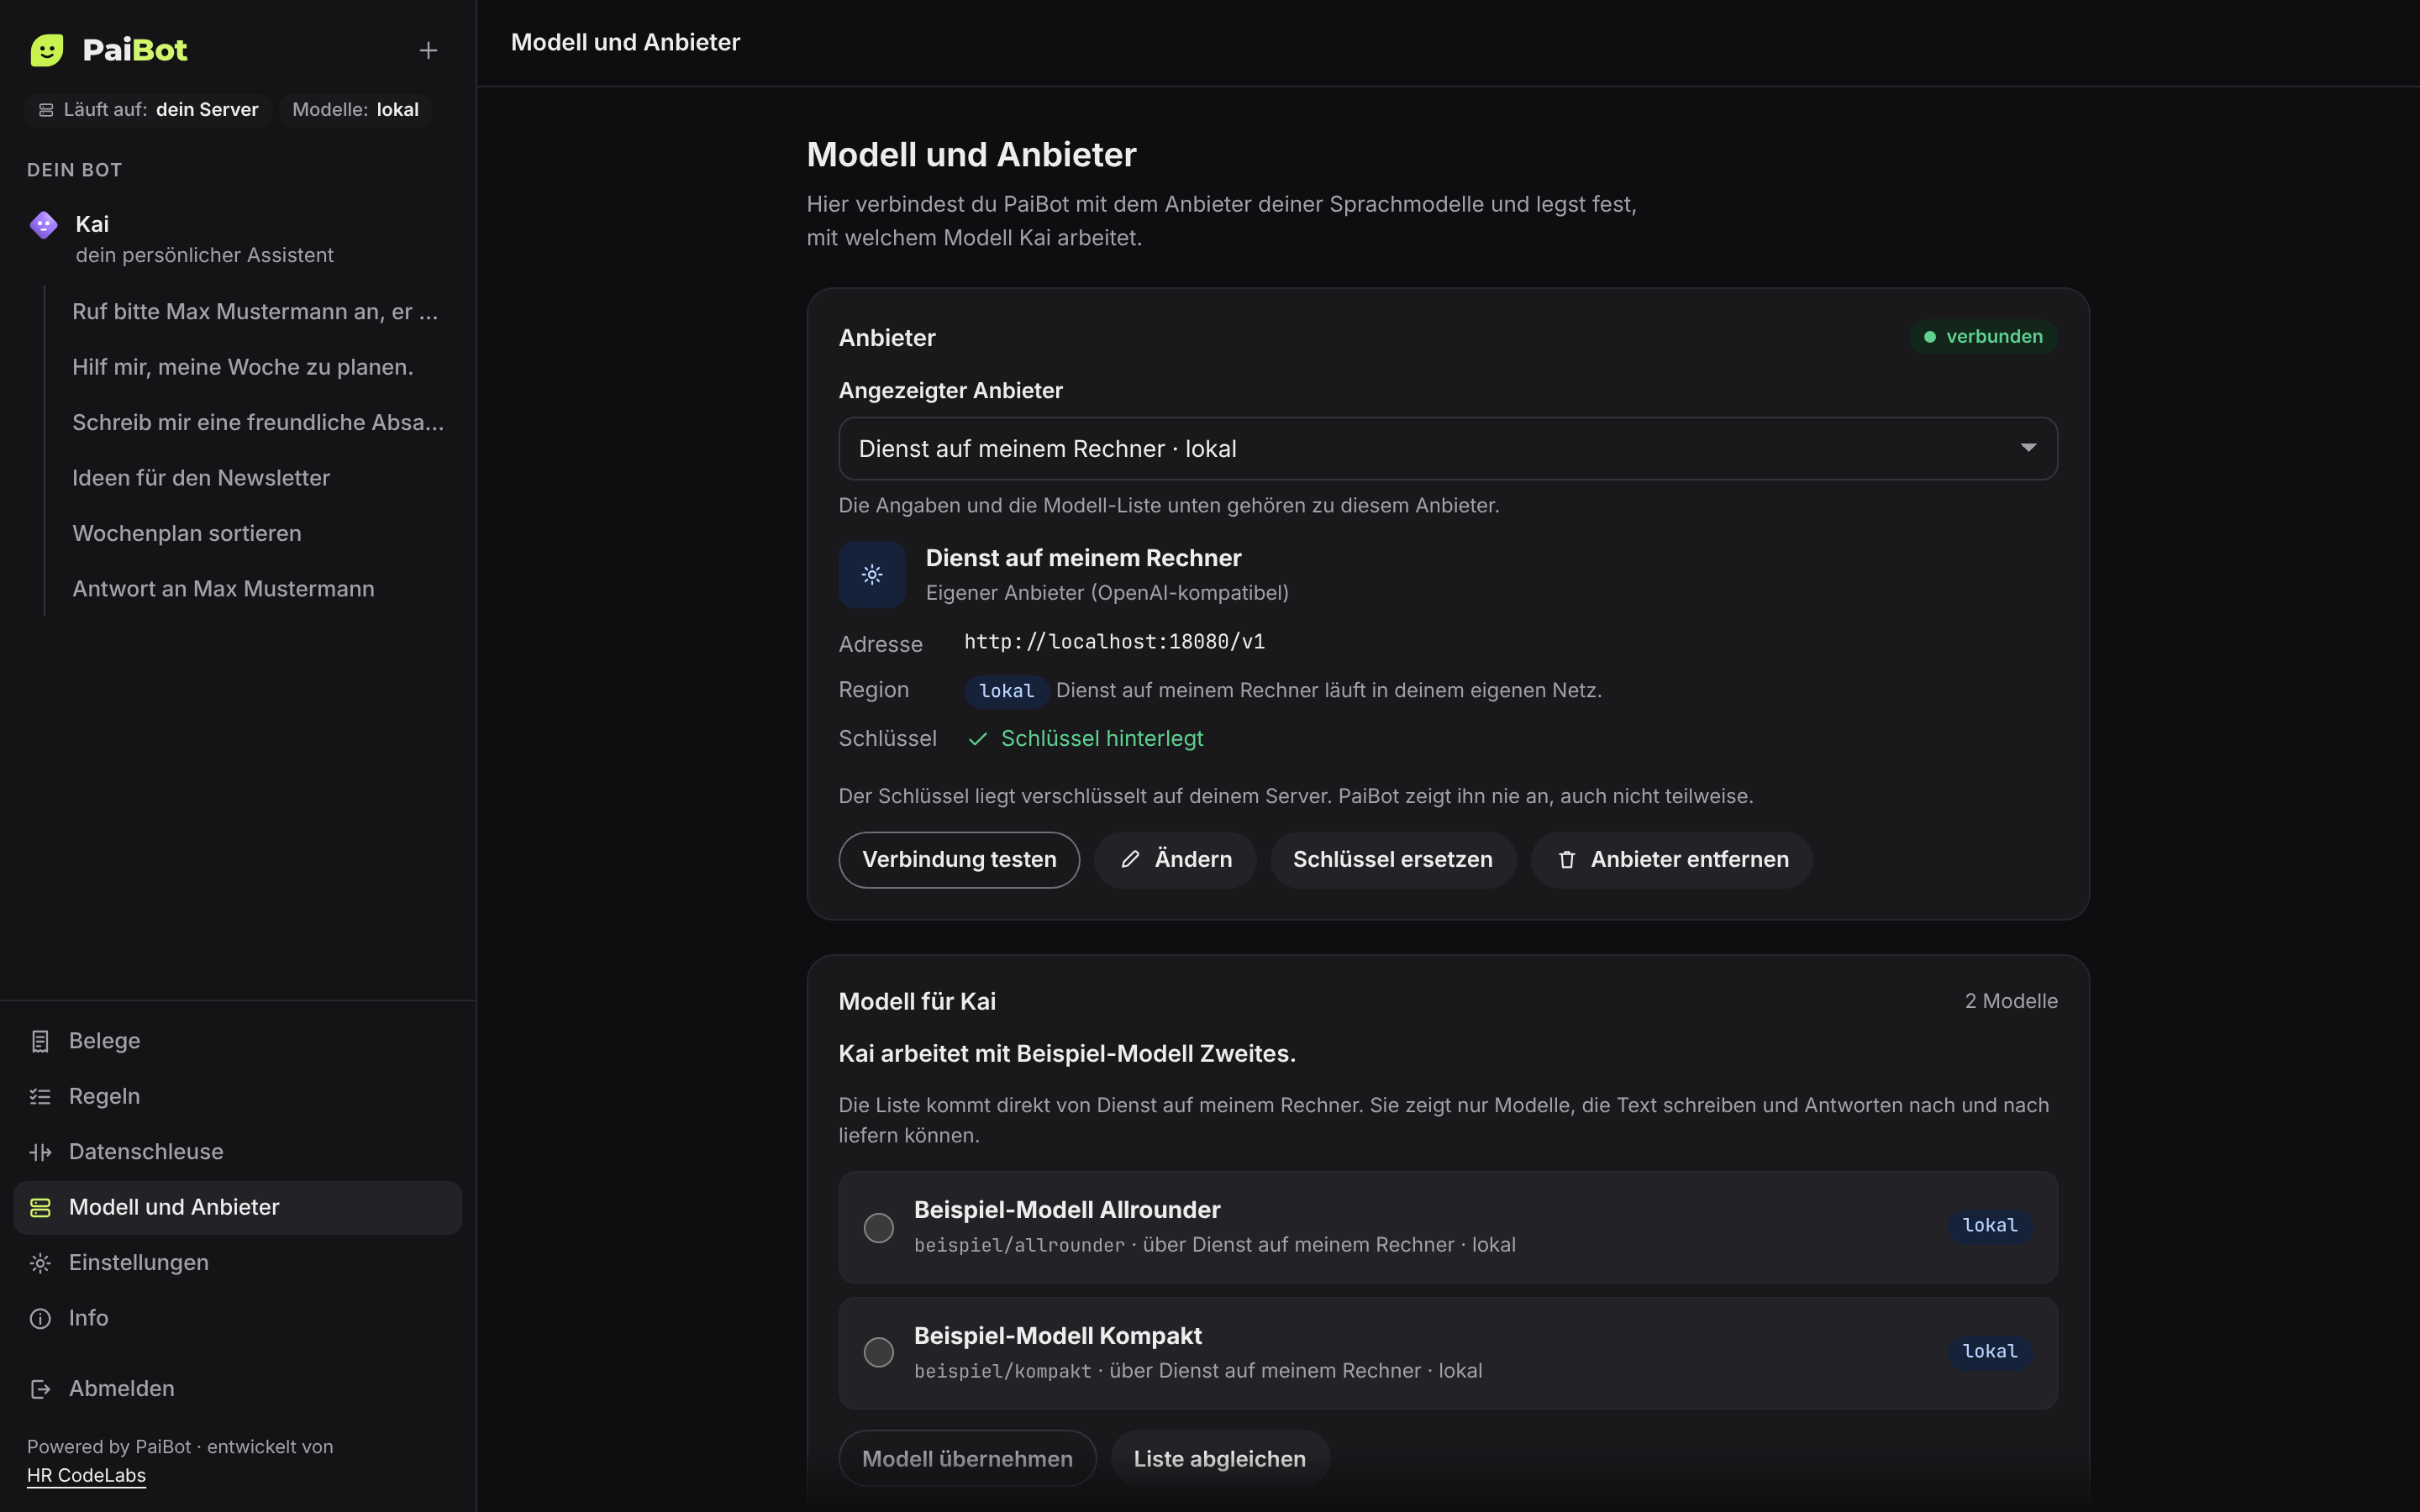 PaiBot
Läuft auf: dein Server
Modelle: lokal
DEIN BOT
Kai
dein persönlicher Assistent
Ruf bitte Max Mustermann an, er ...
Hilf mir, meine Woche zu planen.
Schreib mir eine freundliche Absa...
Ideen für den Newsletter
Wochenplan sortieren
Antwort an Max Mustermann
Belege
Regeln
Datenschleuse
Modell und Anbieter
Einstellungen
Info
Abmelden
Powered by PaiBot · entwickelt von
HR CodeLabs
Modell und Anbieter
Modell und Anbieter
Hier verbindest du PaiBot mit dem Anbieter deiner Sprachmodelle und legst fest,
mit welchem Modell Kai arbeitet.
Anbieter
verbunden
Angezeigter Anbieter
Dienst auf meinem Rechner · lokal
Die Angaben und die Modell-Liste unten gehören zu diesem Anbieter.
Dienst auf meinem Rechner
Eigener Anbieter (OpenAI-kompatibel)
Adresse http://localhost:18080/v1
Region lokal Dienst auf meinem Rechner läuft in deinem eigenen Netz.
Schlüssel Schlüssel hinterlegt
Der Schlüssel liegt verschlüsselt auf deinem Server. PaiBot zeigt ihn nie an, auch nicht teilweise.
Verbindung testen
Ändern
Schlüssel ersetzen
Anbieter entfernen
Modell für Kai
2 Modelle
Kai arbeitet mit Beispiel-Modell Zweites.
Die Liste kommt direkt von Dienst auf meinem Rechner. Sie zeigt nur Modelle, die Text schreiben und Antworten nach und nach
liefern können.
Beispiel-Modell Allrounder
beispiel/allrounder · über Dienst auf meinem Rechner · lokal
lokal
Beispiel-Modell Kompakt
beispiel/kompakt · über Dienst auf meinem Rechner · lokal
lokal
Modell übernehmen
Liste abgleichen